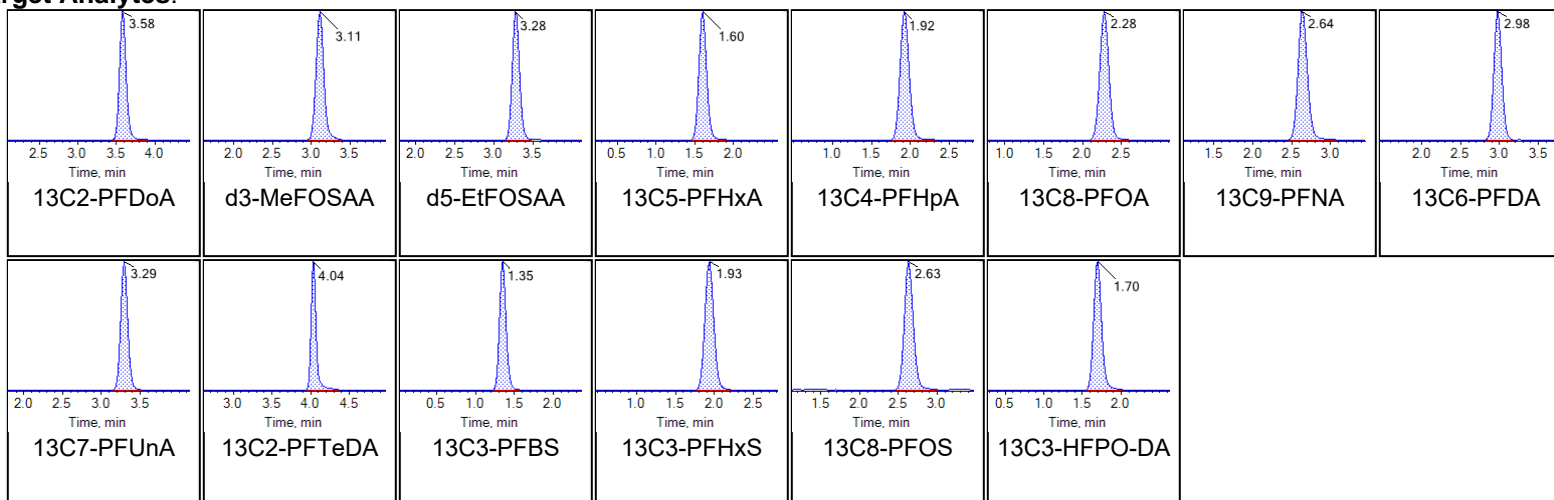 3.58 3.11 3.28 1.60 1.92 2.28 2.64 2.98
2.5 3.0 3.5 4.0 2.0 2.5 3.0 3.5 2.0 2.5 3.0 3.5 0.5 1.0 1.5 2.0 1.0 1.5 2.0 2.5 1.0 1.5 2.0 2.5 1.5 2.0 2.5 3.0 2.0 2.5 3.0 3.5
Time, min Time, min Time, min Time, min Time, min Time, min Time, min Time, min
13C2-PFDoA d3-MeFOSAA d5-EtFOSAA 13C5-PFHxA 13C4-PFHpA 13C8-PFOA 13C9-PFNA 13C6-PFDA
3.29 4.04 1.35 1.93 2.63 1.70
2.0 2.5 3.0 3.5 3.0 3.5 4.0 4.5 0.5 1.0 1.5 2.0 1.0 1.5 2.0 2.5 1.5 2.0 2.5 3.0 0.5 1.0 1.5 2.0
Time, min Time, min Time, min Time, min Time, min Time, min
13C7-PFUnA 13C2-PFTeDA 13C3-PFBS 13C3-PFHxS 13C8-PFOS 13C3-HFPO-DA